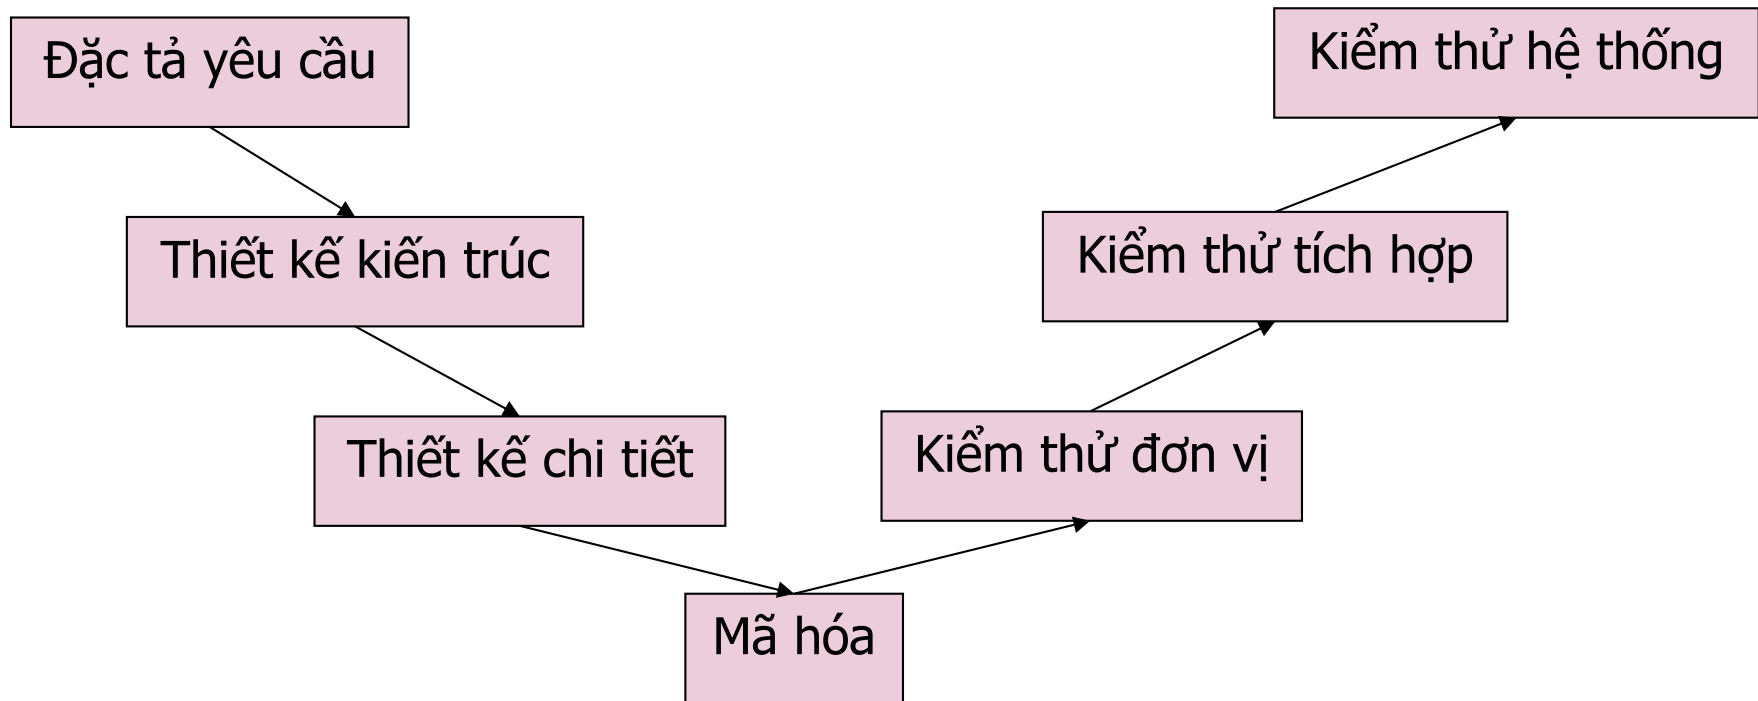 Đặc tả yêu cầu
Thiết kế kiến trúc
Thiết kế chi tiết
Mã hóa
Kiểm thử đơn vị
Kiểm thử tích hợp
Kiểm thử hệ thống